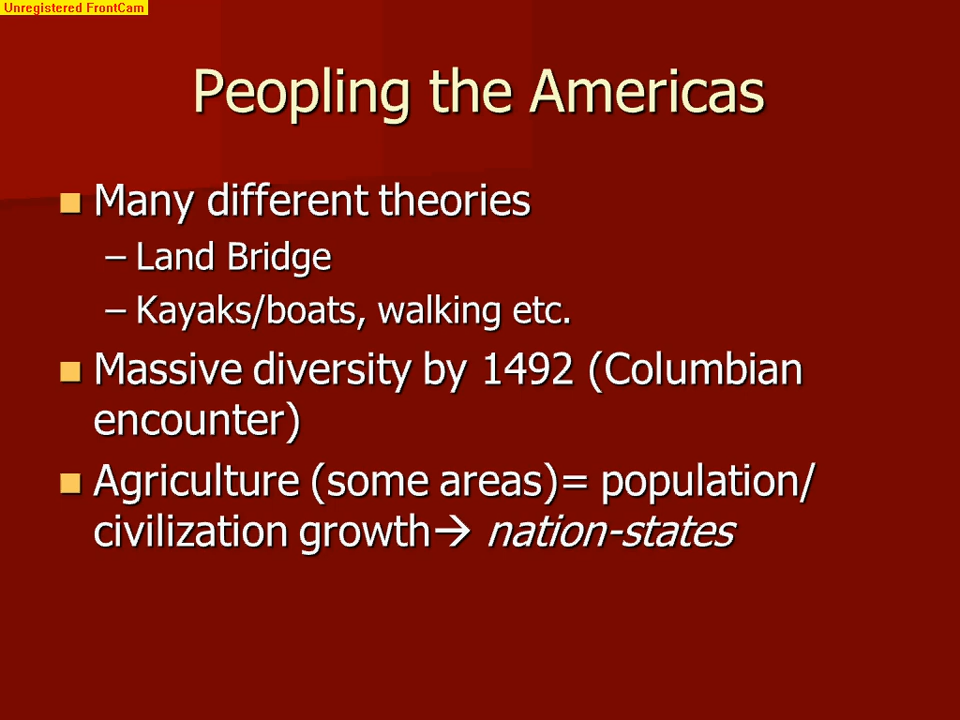 Unregistered FrontCam
Peopling the Americas
Many different theories
– Land Bridge
– Kayaks/boats, walking etc.
Massive diversity by 1492 (Columbian
encounter)
Agriculture (some areas)= population/
civilization growth→ nation-states